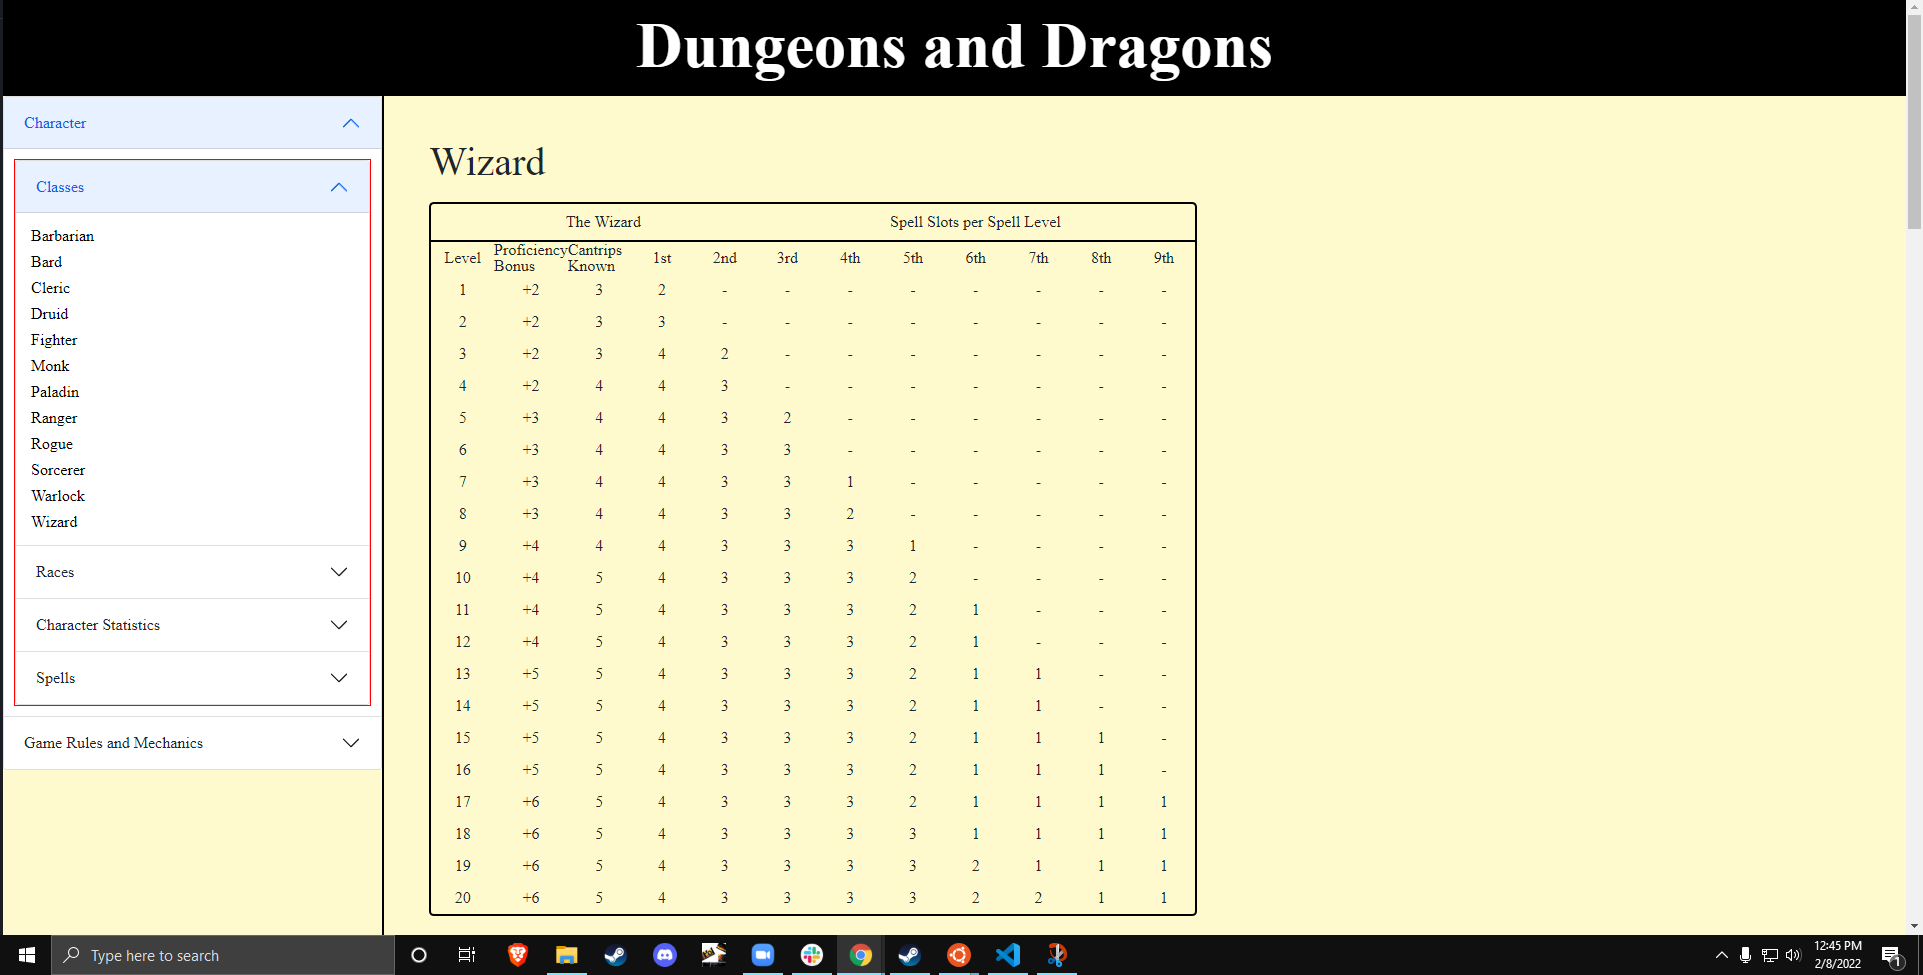 Dungeons and Dragons
Character
Classes
Barbarian
Bard
Cleric
Druid
Fighter
Monk
Paladin
Ranger
Rogue
Sorcerer
Warlock
Wizard
Races
Character Statistics
Spells
Game Rules and Mechanics
Wizard
The Wizard Spell Slots per Spell Level
Level Proficiency Bonus Cantrips Known 1st 2nd 3rd 4th 5th 6th 7th 8th 9th
1 +2 3 2 - - - - - - - -
2 +2 3 3 - - - - - - - -
3 +2 3 4 2 - - - - - - -
4 +2 4 4 3 - - - - - - -
5 +3 4 4 3 2 - - - - - -
6 +3 4 4 3 3 - - - - - -
7 +3 4 4 3 3 1 - - - - -
8 +3 4 4 3 3 2 - - - - -
9 +4 4 4 3 3 3 1 - - - -
10 +4 5 4 3 3 3 2 - - - -
11 +4 5 4 3 3 3 2 1 - - -
12 +4 5 4 3 3 3 2 1 - - -
13 +5 5 4 3 3 3 2 1 1 - -
14 +5 5 4 3 3 3 2 1 1 - -
15 +5 5 4 3 3 3 2 1 1 1 -
16 +5 5 4 3 3 3 2 1 1 1 -
17 +6 5 4 3 3 3 2 1 1 1 1
18 +6 5 4 3 3 3 3 1 1 1 1
19 +6 5 4 3 3 3 3 2 1 1 1
20 +6 5 4 3 3 3 3 2 2 1 1
Type here to search
12:45 PM
2/8/2022
1